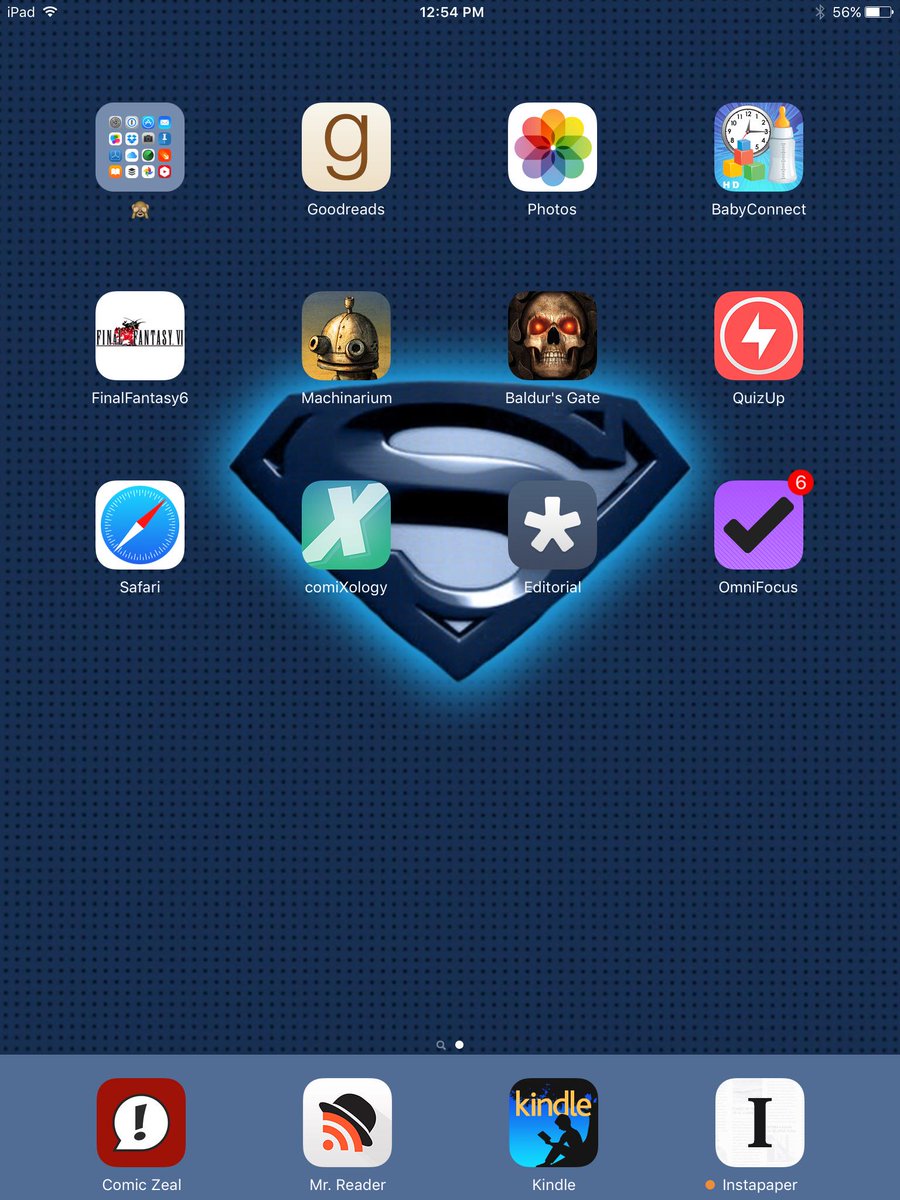 iPad 12:54 PM 56%
g
🙈 Goodreads Photos BabyConnect
HD
FINAL FANTASY VI
FinalFantasy6 Machinarium Baldur's Gate QuizUp
6
X
Safari comiXology Editorial OmniFocus
! kindle I
Comic Zeal Mr. Reader Kindle Instapaper